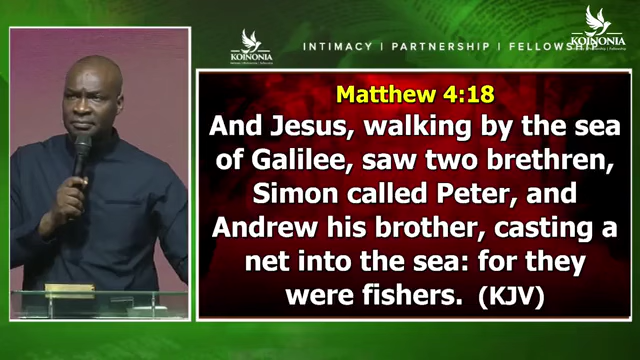 KOINONIA
INTIMACY | PARTNERSHIP | FELLOWSHIP
KOINONIA
Matthew 4:18
And Jesus, walking by the sea
of Galilee, saw two brethren,
Simon called Peter, and
Andrew his brother, casting a
net into the sea: for they
were fishers. (KJV)